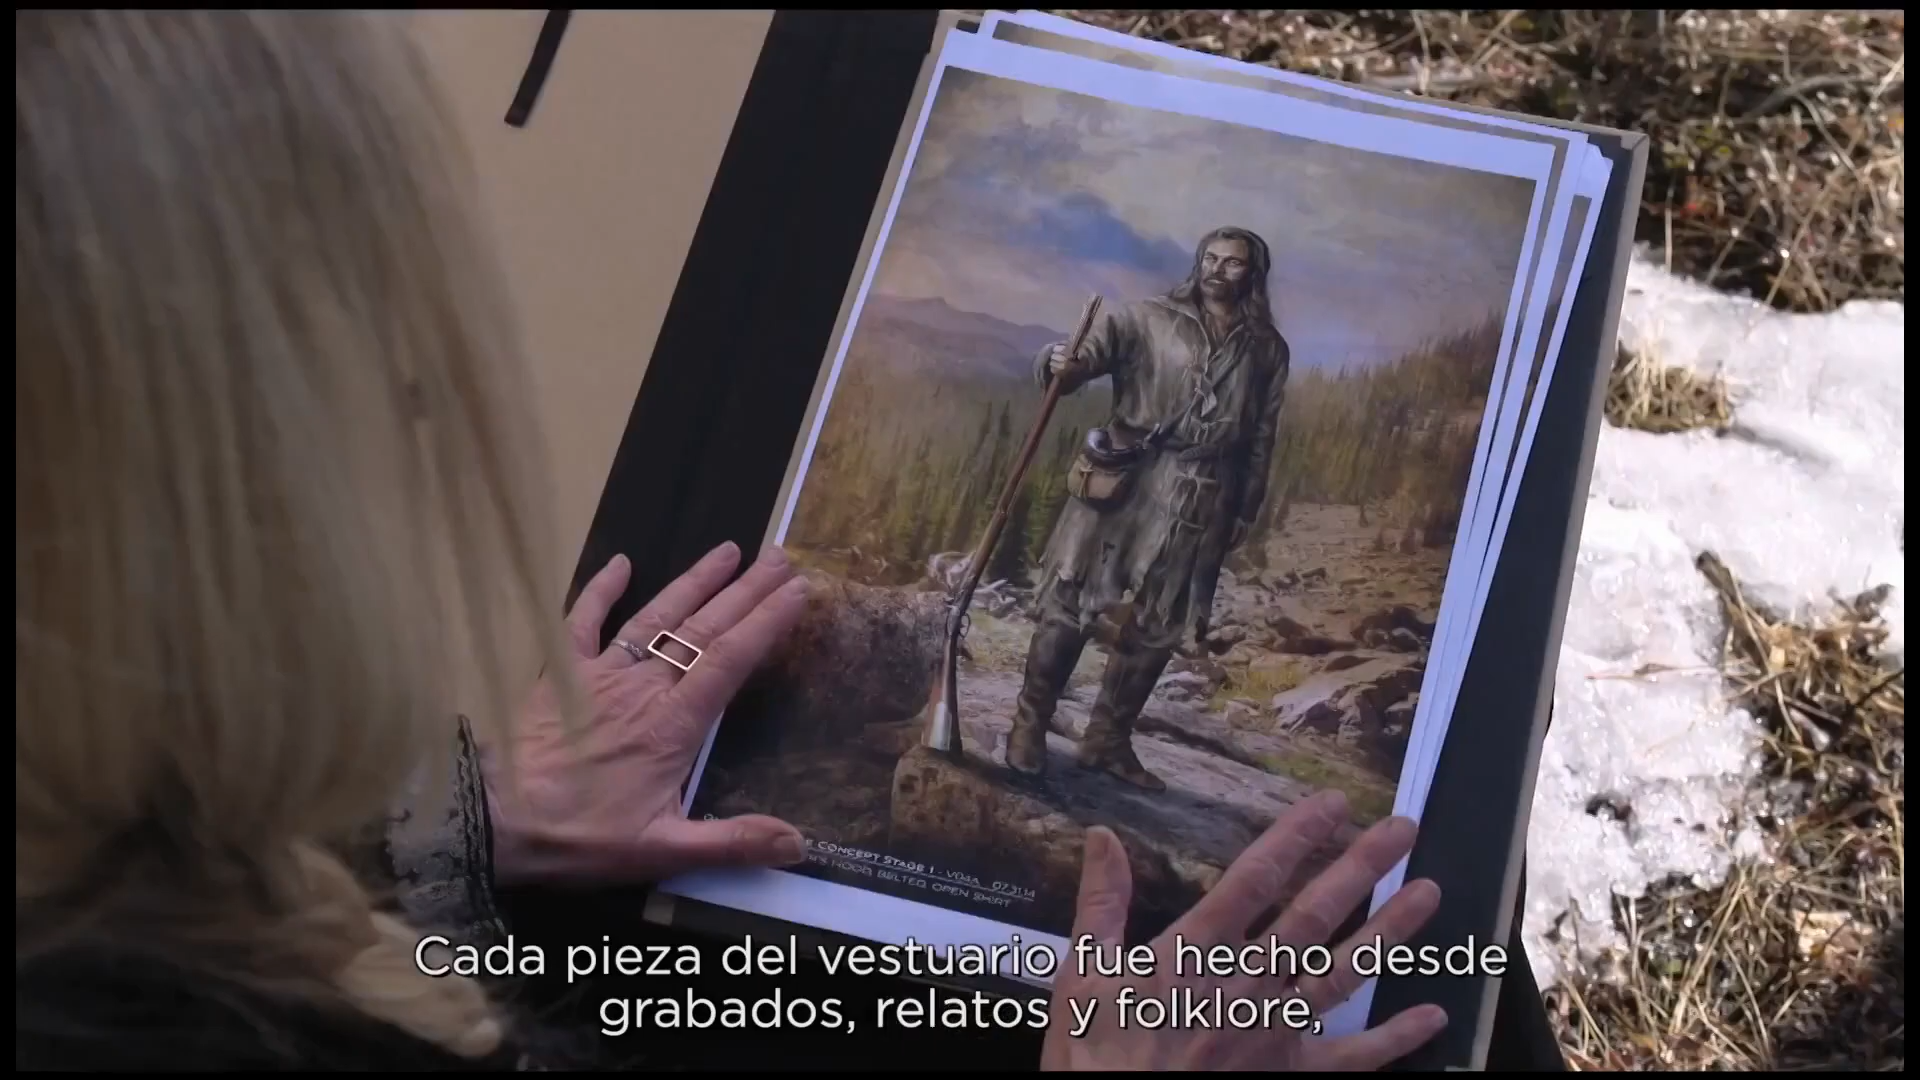 E CONCEPT STAGE 1 - V04A 07.31.14
HOOD BELTED OPEN SHIRT
Cada pieza del vestuario fue hecho desde
grabados, relatos y folklore,